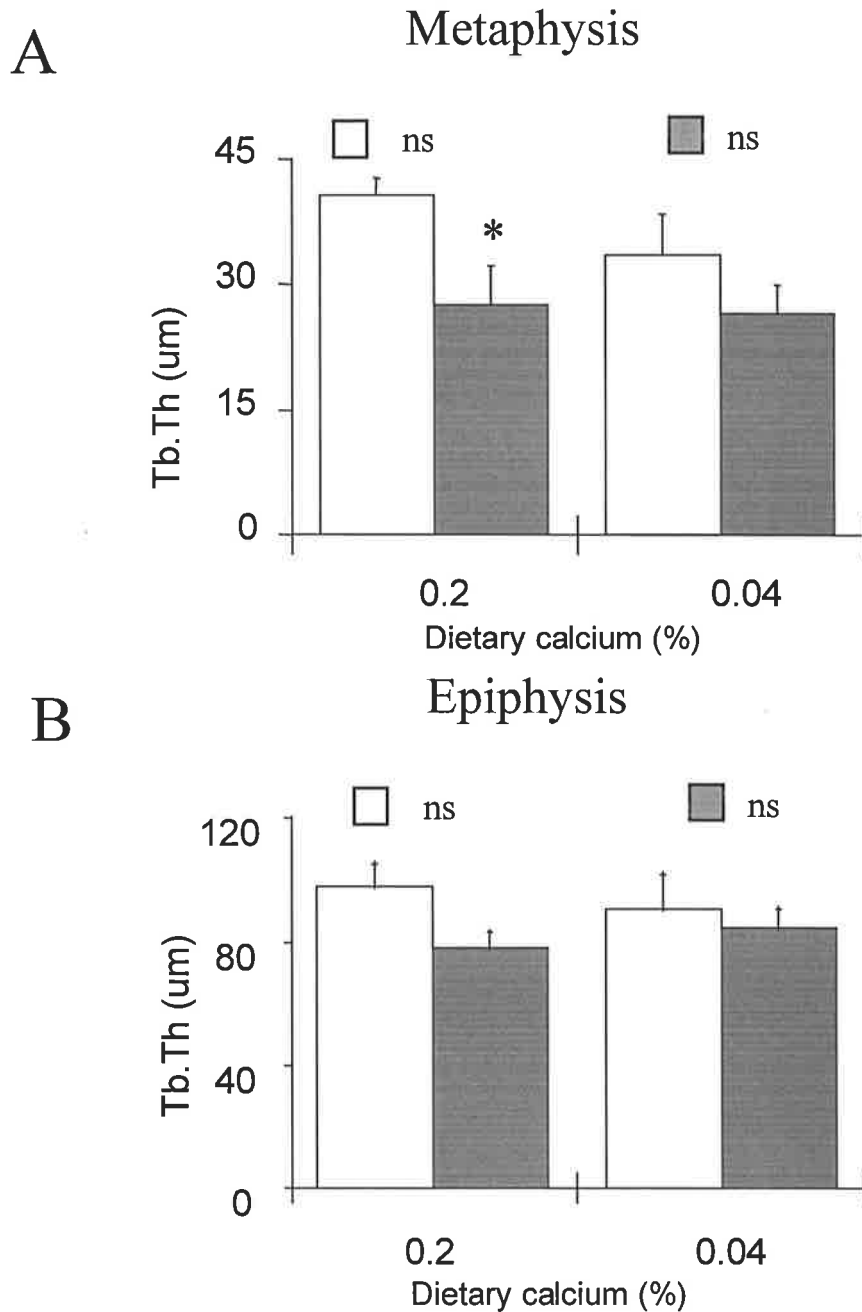 A
Metaphysis
ns
ns
45
30
15
0
Tb.Th (um)
*
0.2
0.04
Dietary calcium (%)
B
Epiphysis
ns
ns
120
80
40
0
Tb.Th (um)
0.2
0.04
Dietary calcium (%)